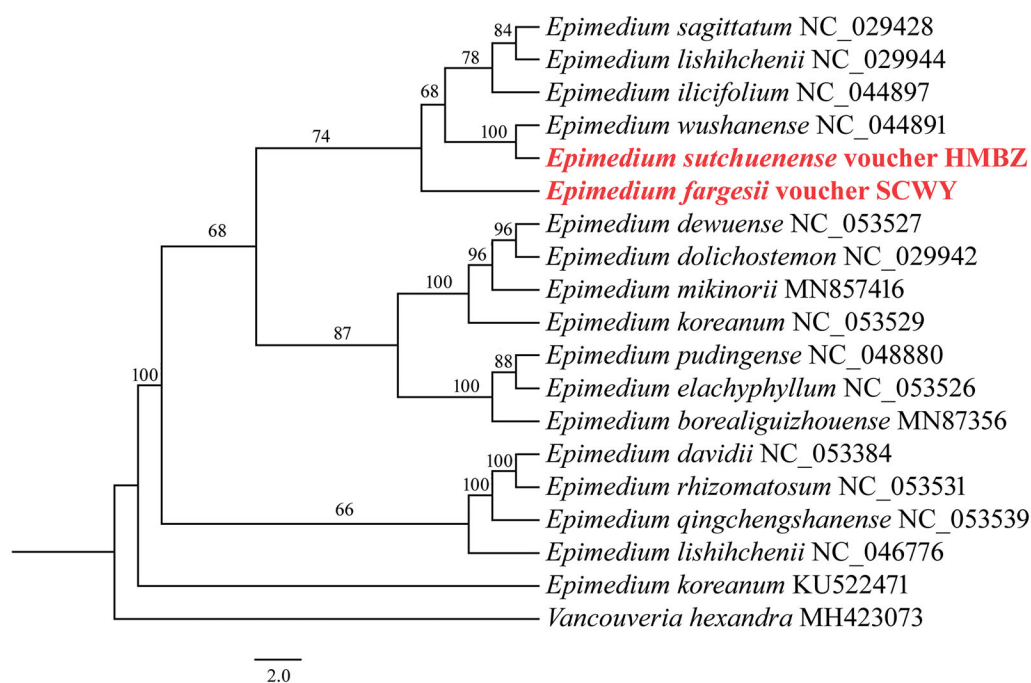 84
Epimedium sagittatum NC_029428
Epimedium lishihchenii NC_029944
78
Epimedium ilicifolium NC_044897
68
Epimedium wushanense NC_044891
100
Epimedium sutchuenense voucher HMBZ
74
Epimedium fargesii voucher SCWY
Epimedium dewuense NC_053527
96
68
Epimedium dolichostemon NC_029942
96
Epimedium mikinorii MN857416
100
Epimedium koreanum NC_053529
87
Epimedium pudingense NC_048880
88
Epimedium elachyphyllum NC_053526
100
Epimedium borealiguizhouense MN87356
100
Epimedium davidii NC_053384
100
Epimedium rhizomatosum NC_053531
100
66
Epimedium qingchengshanense NC_053539
Epimedium lishihchenii NC_046776
Epimedium koreanum KU522471
Vancouveria hexandra MH423073
2.0